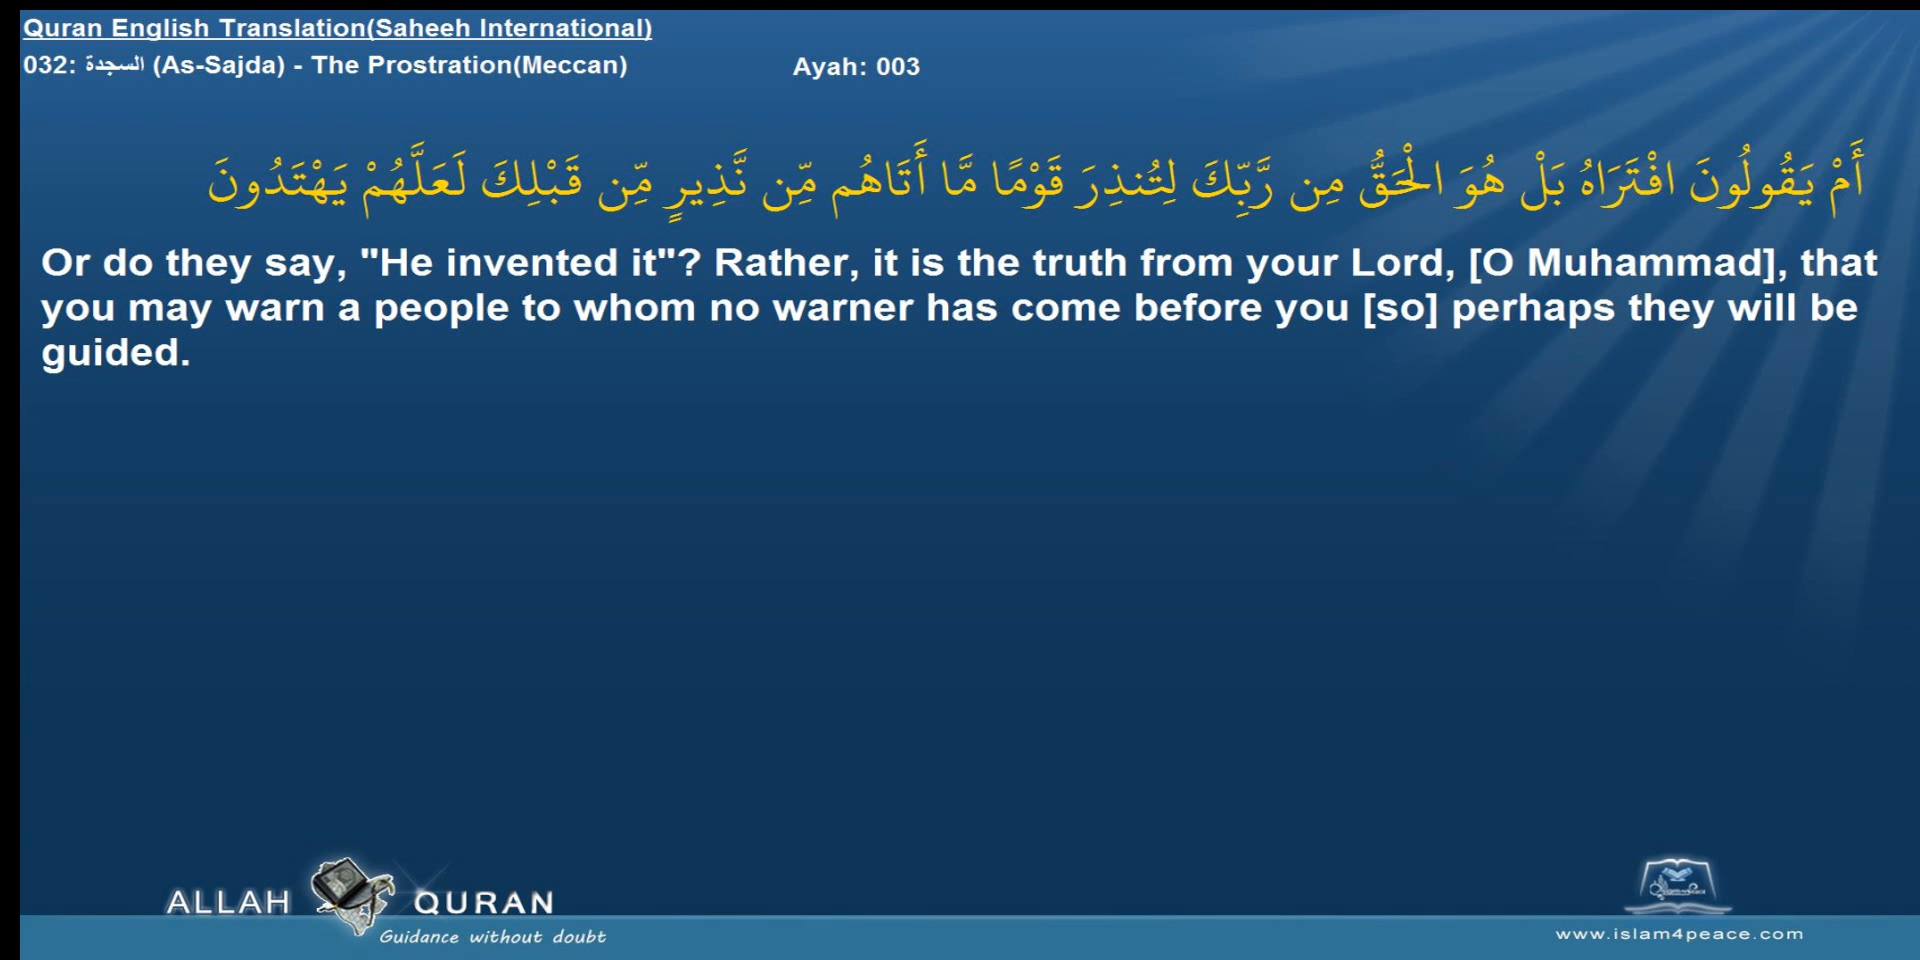 Quran English Translation(Saheeh International)
032: السجدة (As-Sajda) - The Prostration(Meccan) Ayah: 003
أَمْ يَقُولُونَ افْتَرَاهُ بَلْ هُوَ الْحَقُّ مِن رَّبِّكَ لِتُنذِرَ قَوْمًا مَّا أَتَاهُم مِّن نَّذِيرٍ مِّن قَبْلِكَ لَعَلَّهُمْ يَهْتَدُونَ
Or do they say, "He invented it"? Rather, it is the truth from your Lord, [O Muhammad], that
you may warn a people to whom no warner has come before you [so] perhaps they will be
guided.
ALLAH QURAN
Guidance without doubt
www.islam4peace.com